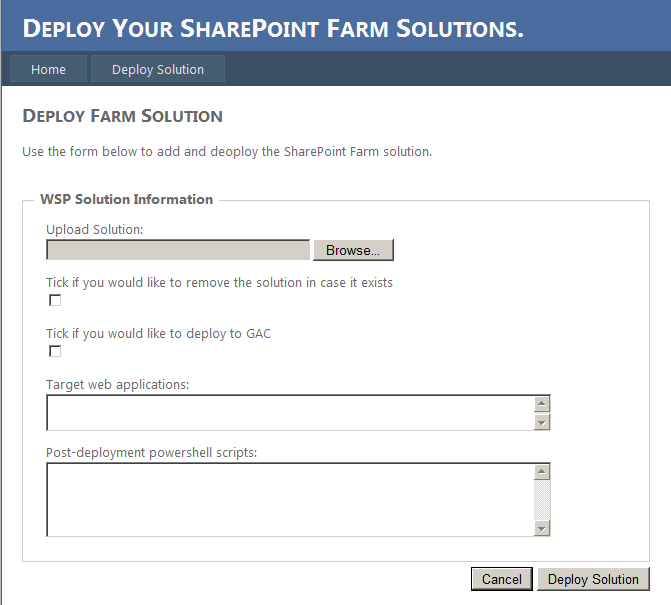 DEPLOY YOUR SHAREPOINT FARM SOLUTIONS.
Home Deploy Solution
DEPLOY FARM SOLUTION
Use the form below to add and deoploy the SharePoint Farm solution.
WSP Solution Information
Upload Solution:
Browse...
Tick if you would like to remove the solution in case it exists
Tick if you would like to deploy to GAC
Target web applications:
Post-deployment powershell scripts:
Cancel Deploy Solution